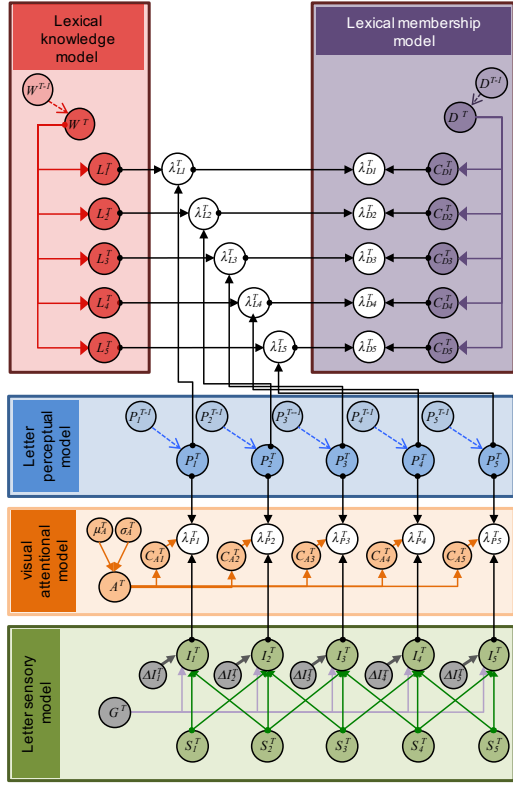 Lexical
knowledge
model
Lexical membership
model
W^{T-1}
D^{T-1}
W^T
D^T
L_1^T
λ_{L1}^T
λ_{D1}^T
C_{D1}^T
L_2^T
λ_{L2}^T
λ_{D2}^T
C_{D2}^T
L_3^T
λ_{L3}^T
λ_{D3}^T
C_{D3}^T
L_4^T
λ_{L4}^T
λ_{D4}^T
C_{D4}^T
L_5^T
λ_{L5}^T
λ_{D5}^T
C_{D5}^T
Letter
perceptual
model
P_1^{T-1}
P_2^{T-1}
P_3^{T-1}
P_4^{T-1}
P_5^{T-1}
P_1^T
P_2^T
P_3^T
P_4^T
P_5^T
visual
attentional
model
μ_A^T
σ_A^T
λ_{P1}^T
λ_{P2}^T
λ_{P3}^T
λ_{P4}^T
λ_{P5}^T
C_{A1}^T
C_{A2}^T
C_{A3}^T
C_{A4}^T
C_{A5}^T
A^T
Letter sensory
model
I_1^T
I_2^T
I_3^T
I_4^T
I_5^T
ΔI_1^T
ΔI_2^T
ΔI_3^T
ΔI_4^T
ΔI_5^T
G^T
S_1^T
S_2^T
S_3^T
S_4^T
S_5^T